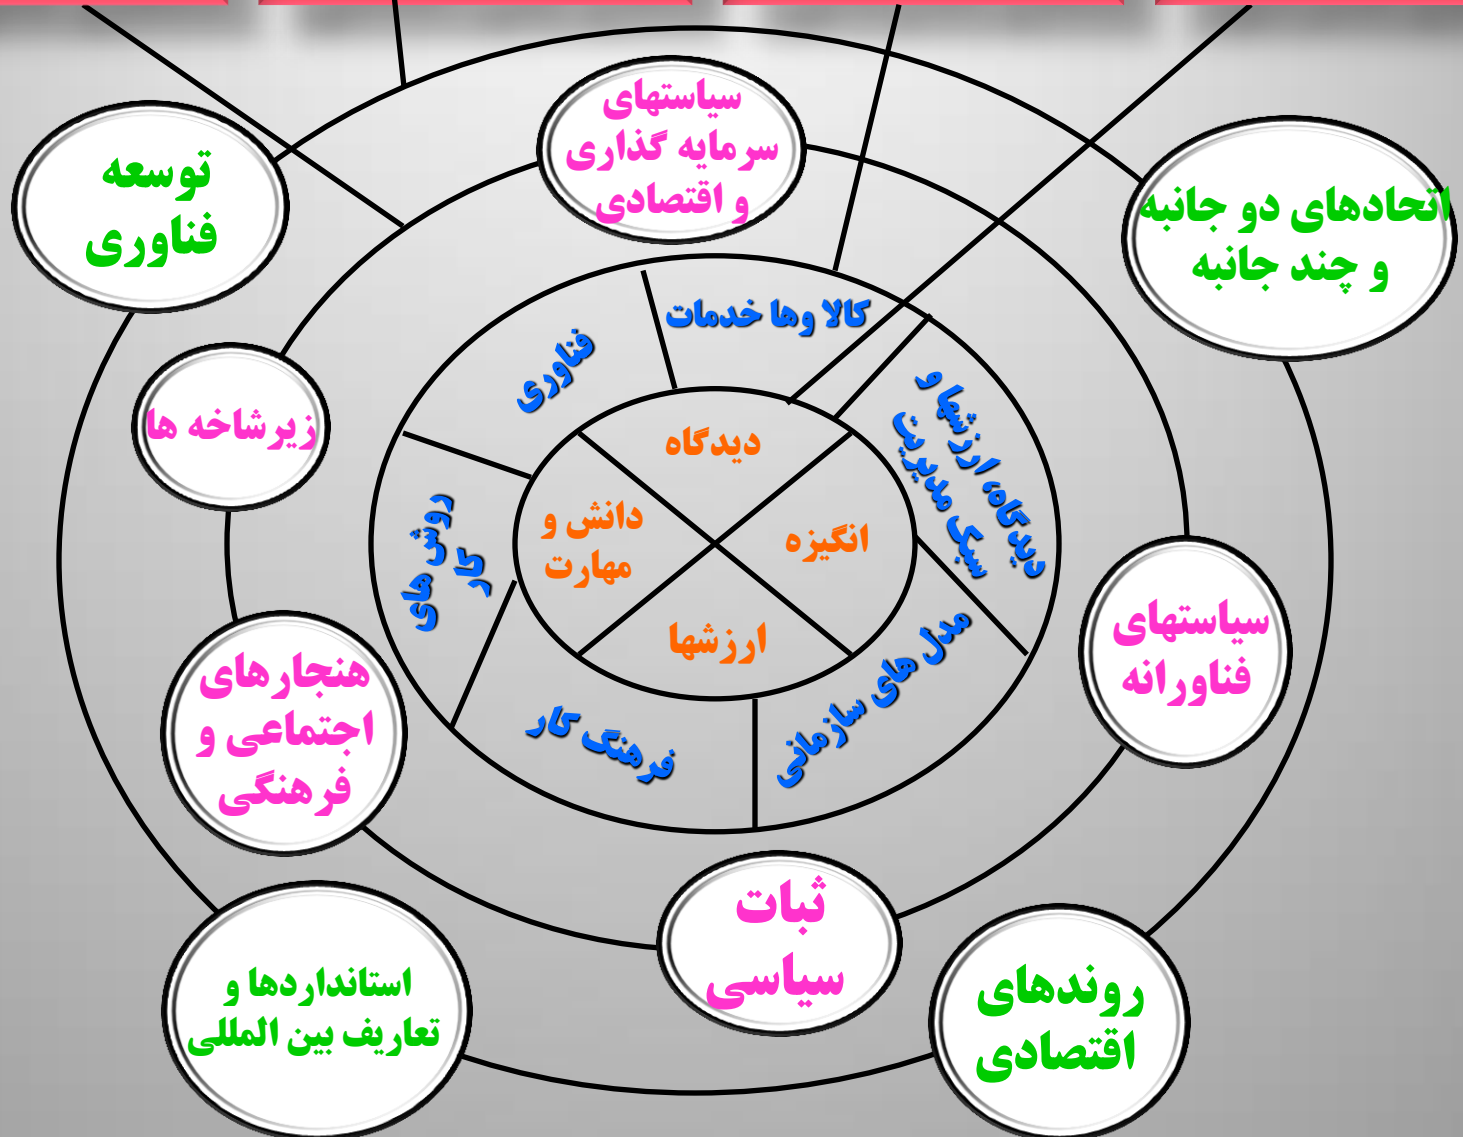 سیاستهای
سرمایه گذاری
و اقتصادی
توسعه
فناوری
اتحادهای دو جانبه
و چند جانبه
کالا وها خدمات
فناوری
دیدگاه، ارزشها و
سبک مدیریت
زیرشاخه ها
دیدگاه
دانش و
مهارت
انگیزه
ارزشها
روش های
کار
مدل های سازمانی
فرهنگ کار
سیاستهای
فناورانه
هنجارهای
اجتماعی و
فرهنگی
ثبات
سیاسی
استانداردها و
تعاریف بین المللی
روندهای
اقتصادی